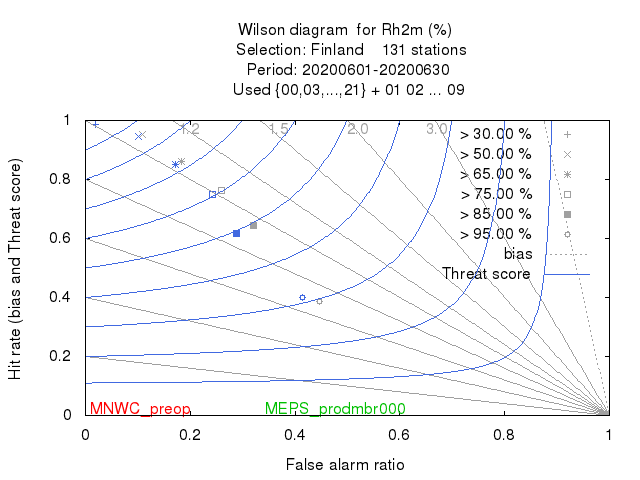 Wilson diagram for Rh2m (%)
Selection: Finland 131 stations
Period: 20200601-20200630
Used {00,03,...,21} + 01 02 ... 09
Hit rate (bias and Threat score)
1
0.8
0.6
0.4
0.2
0
1.2
1.5
2.0
3.0
> 30.00 %
> 50.00 %
> 65.00 %
> 75.00 %
> 85.00 %
> 95.00 %
bias
Threat score
MNWC_preop
MEPS_prodmbr000
0 0.2 0.4 0.6 0.8 1
False alarm ratio